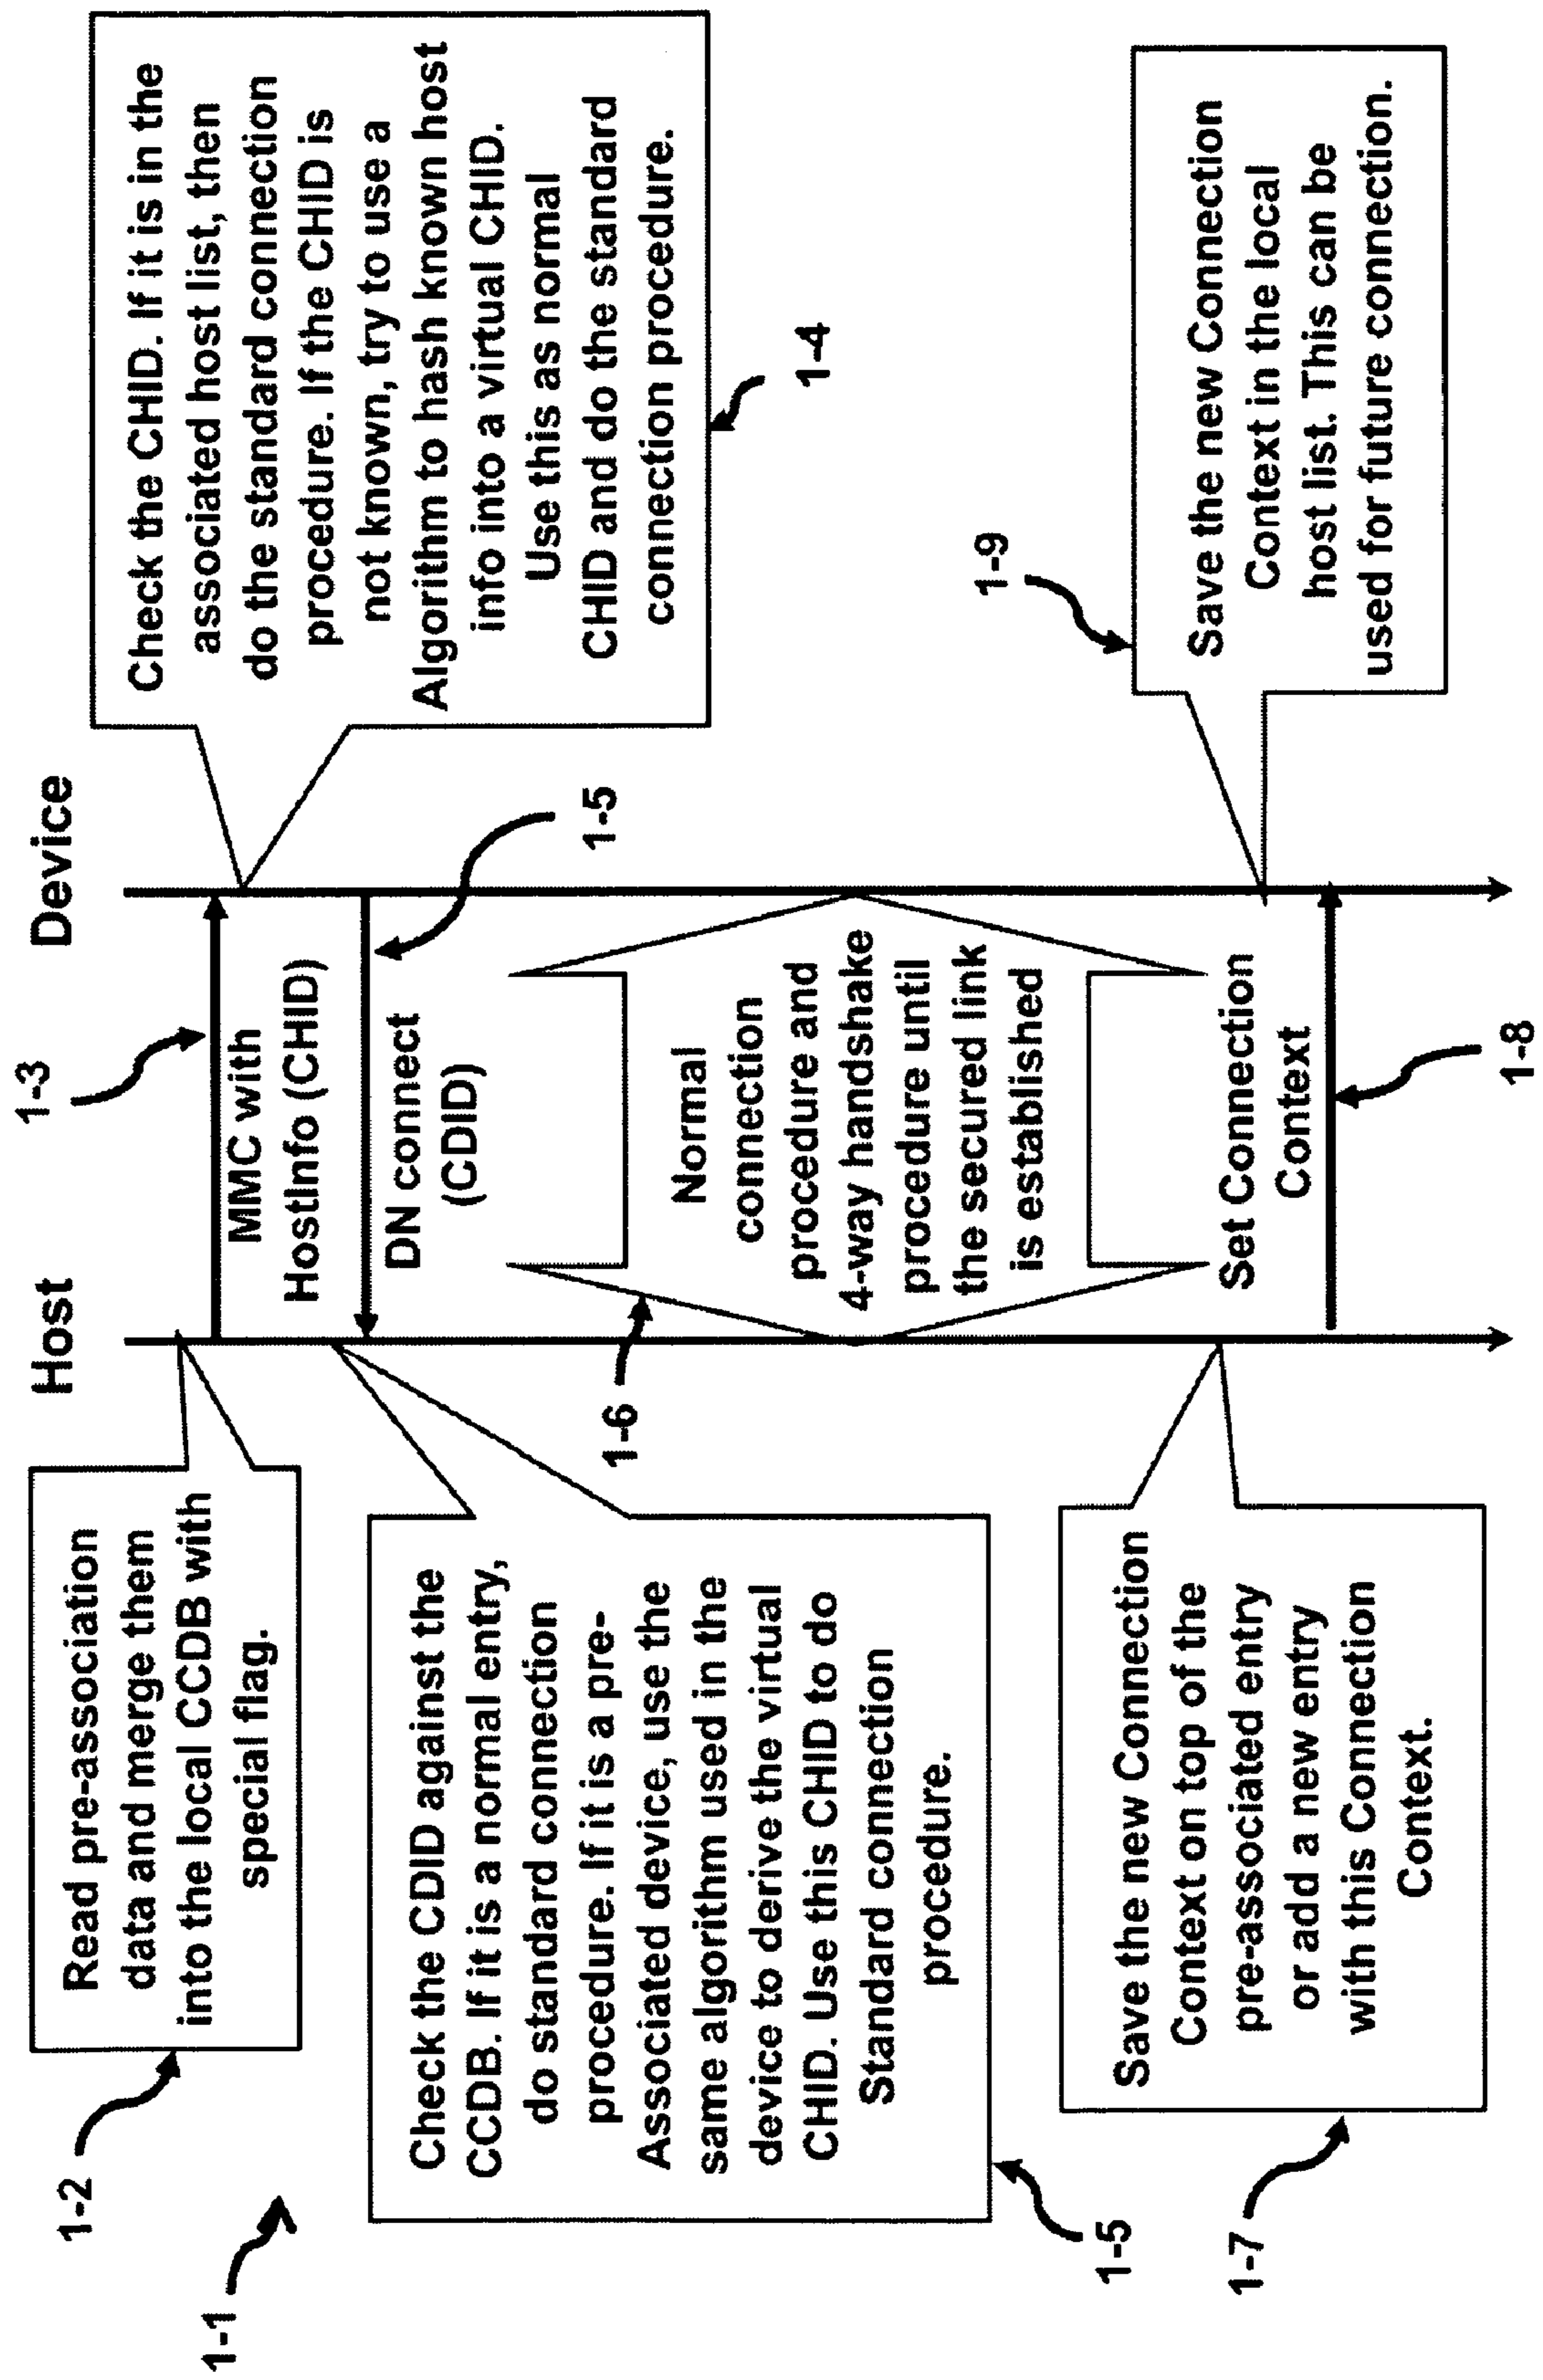 Host
Device
1-1
1-2
Read pre-association
data and merge them
into the local CCDB with
special flag.
1-3
MMC with
HostInfo (CHID)
Check the CHID. If it is in the
associated host list, then
do the standard connection
procedure. If the CHID is
not known, try to use a
Algorithm to hash known host
info into a virtual CHID.
Use this as normal
CHID and do the standard
connection procedure.
1-4
1-5
DN connect
(CDID)
Check the CDID against the
CCDB. If it is a normal entry,
do standard connection
procedure. If it is a pre-
Associated device, use the
same algorithm used in the
device to derive the virtual
CHID. Use this CHID to do
Standard connection
procedure.
1-5
1-6
Normal
connection
procedure and
4-way handshake
procedure until
the secured link
is established
Save the new Connection
Context on top of the
pre-associated entry
or add a new entry
with this Connection
Context.
1-7
Set Connection
Context
1-8
1-9
Save the new Connection
Context in the local
host list. This can be
used for future connection.